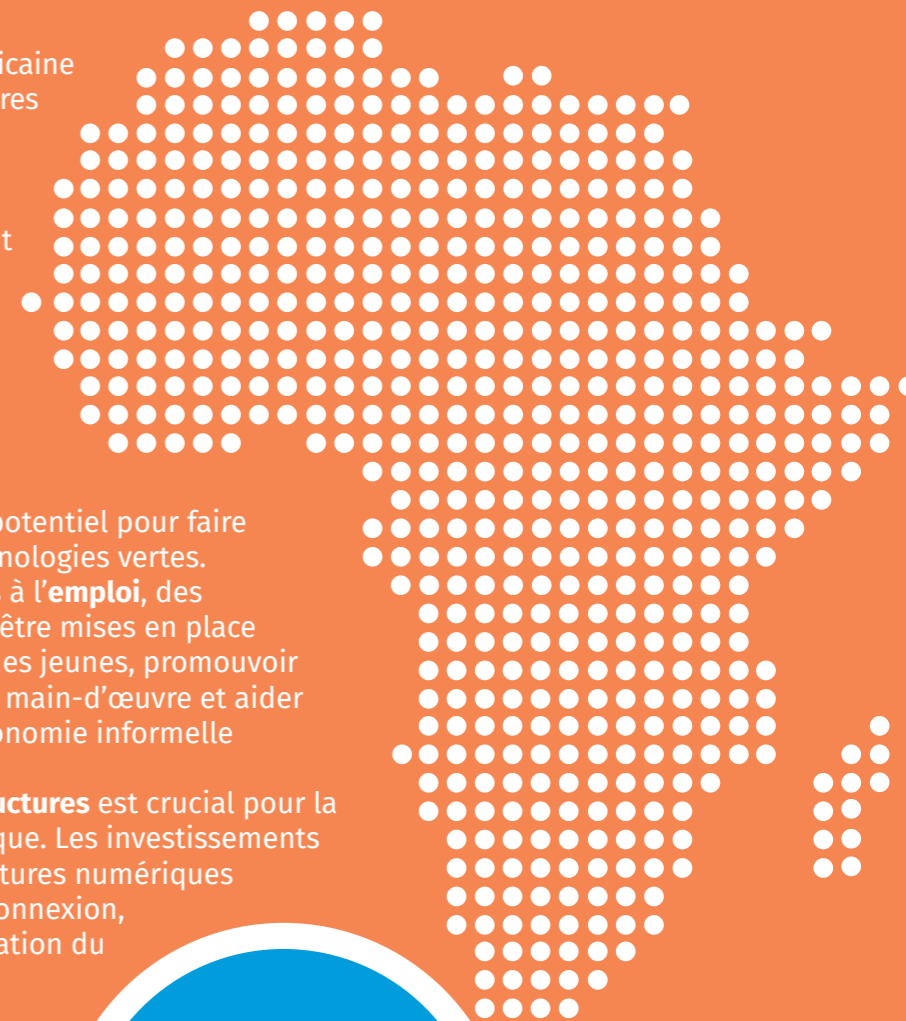 icaine
res
t
potentiel pour faire
nologies vertes.
à l'emploi, des
être mises en place
es jeunes, promouvoir
main-d'œuvre et aider
onomie informelle
uctures est crucial pour la
que. Les investissements
tures numériques
onnexion,
ation du